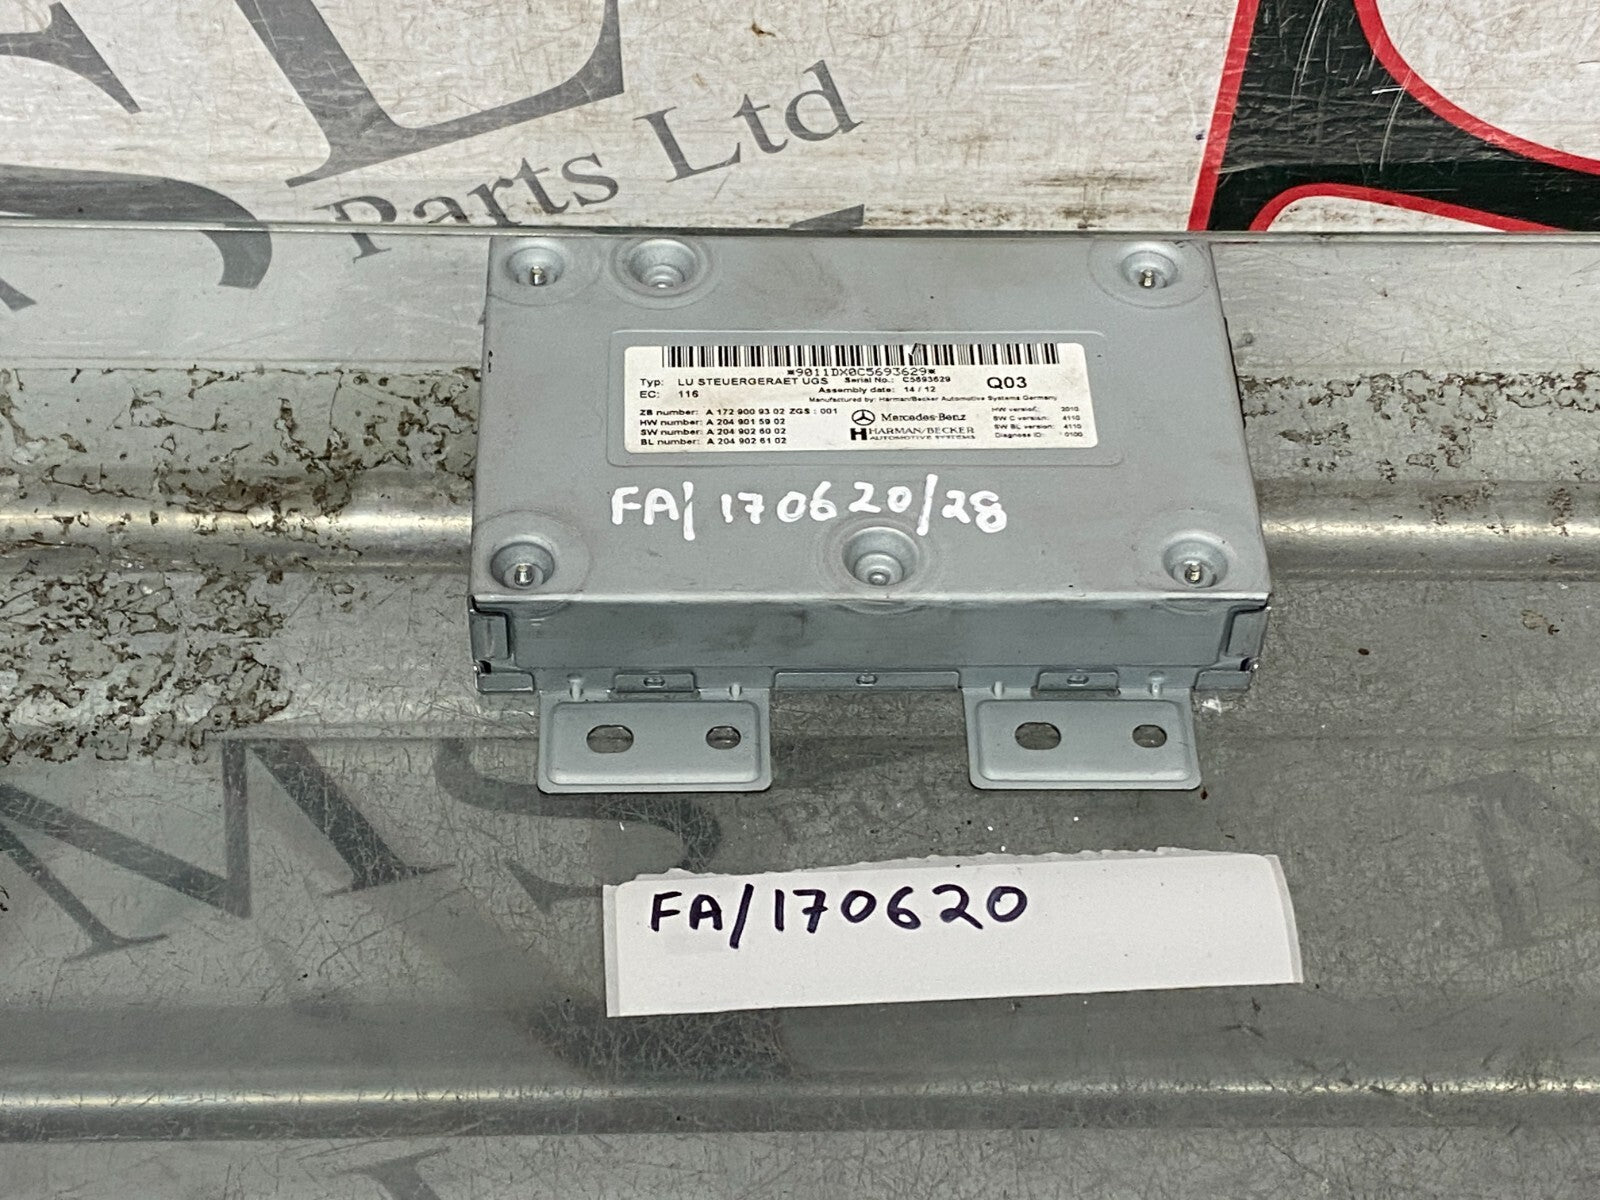 Parts Ltd
*9011DX0C5693629*
Typ: LU STEUERGERAET UGS Serial No.: C5693629 Q03
EC: 116 Assembly date: 14 / 12
Manufactured by: Harman/Becker Automotive Systems Germany
ZB number: A 172 900 93 02 ZGS : 001
HW number: A 204 901 59 02
SW number: A 204 902 60 02
BL number: A 204 902 61 02
Mercedes-Benz
HARMAN/BECKER
AUTOMOTIVE SYSTEMS
HW version: 2010
SW C version: 4110
SW BL version: 4110
Diagnose ID: 0100
FA/170620/28
FA/170620